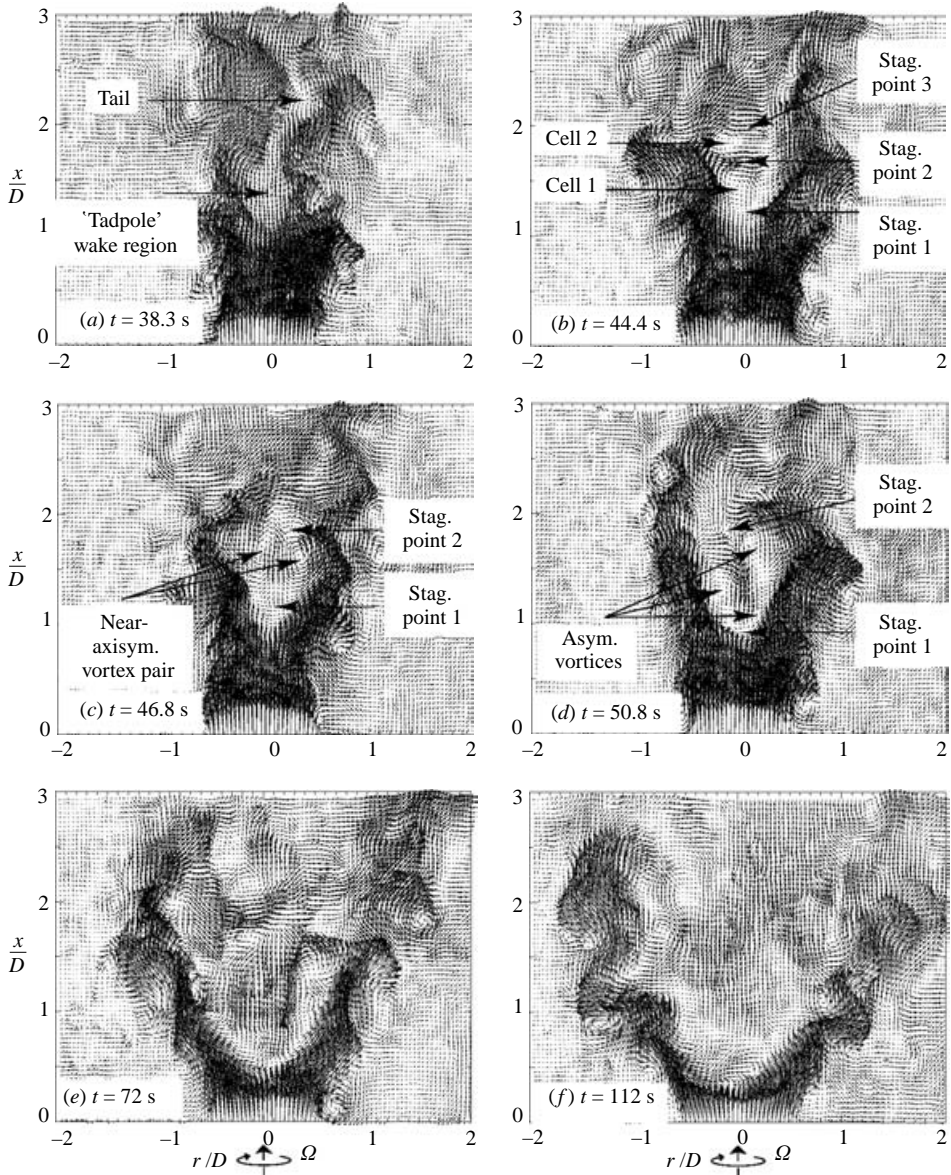 3
2
x
D
1
0
Tail
'Tadpole'
wake region
(a) t = 38.3 s
–2
–1
0
1
2
3
2
1
0
Cell 2
Cell 1
Stag.
point 3
Stag.
point 2
Stag.
point 1
(b) t = 44.4 s
–2
–1
0
1
2
3
2
x
D
1
0
Stag.
point 2
Stag.
point 1
Near-
axisym.
vortex pair
(c) t = 46.8 s
–2
–1
0
1
2
3
2
1
0
Stag.
point 2
Asym.
vortices
Stag.
point 1
(d) t = 50.8 s
–2
–1
0
1
2
3
2
x
D
1
0
(e) t = 72 s
–2
–1
0
1
2
r/D
Ω
3
2
1
0
(f) t = 112 s
–2
–1
0
1
2
r/D
Ω